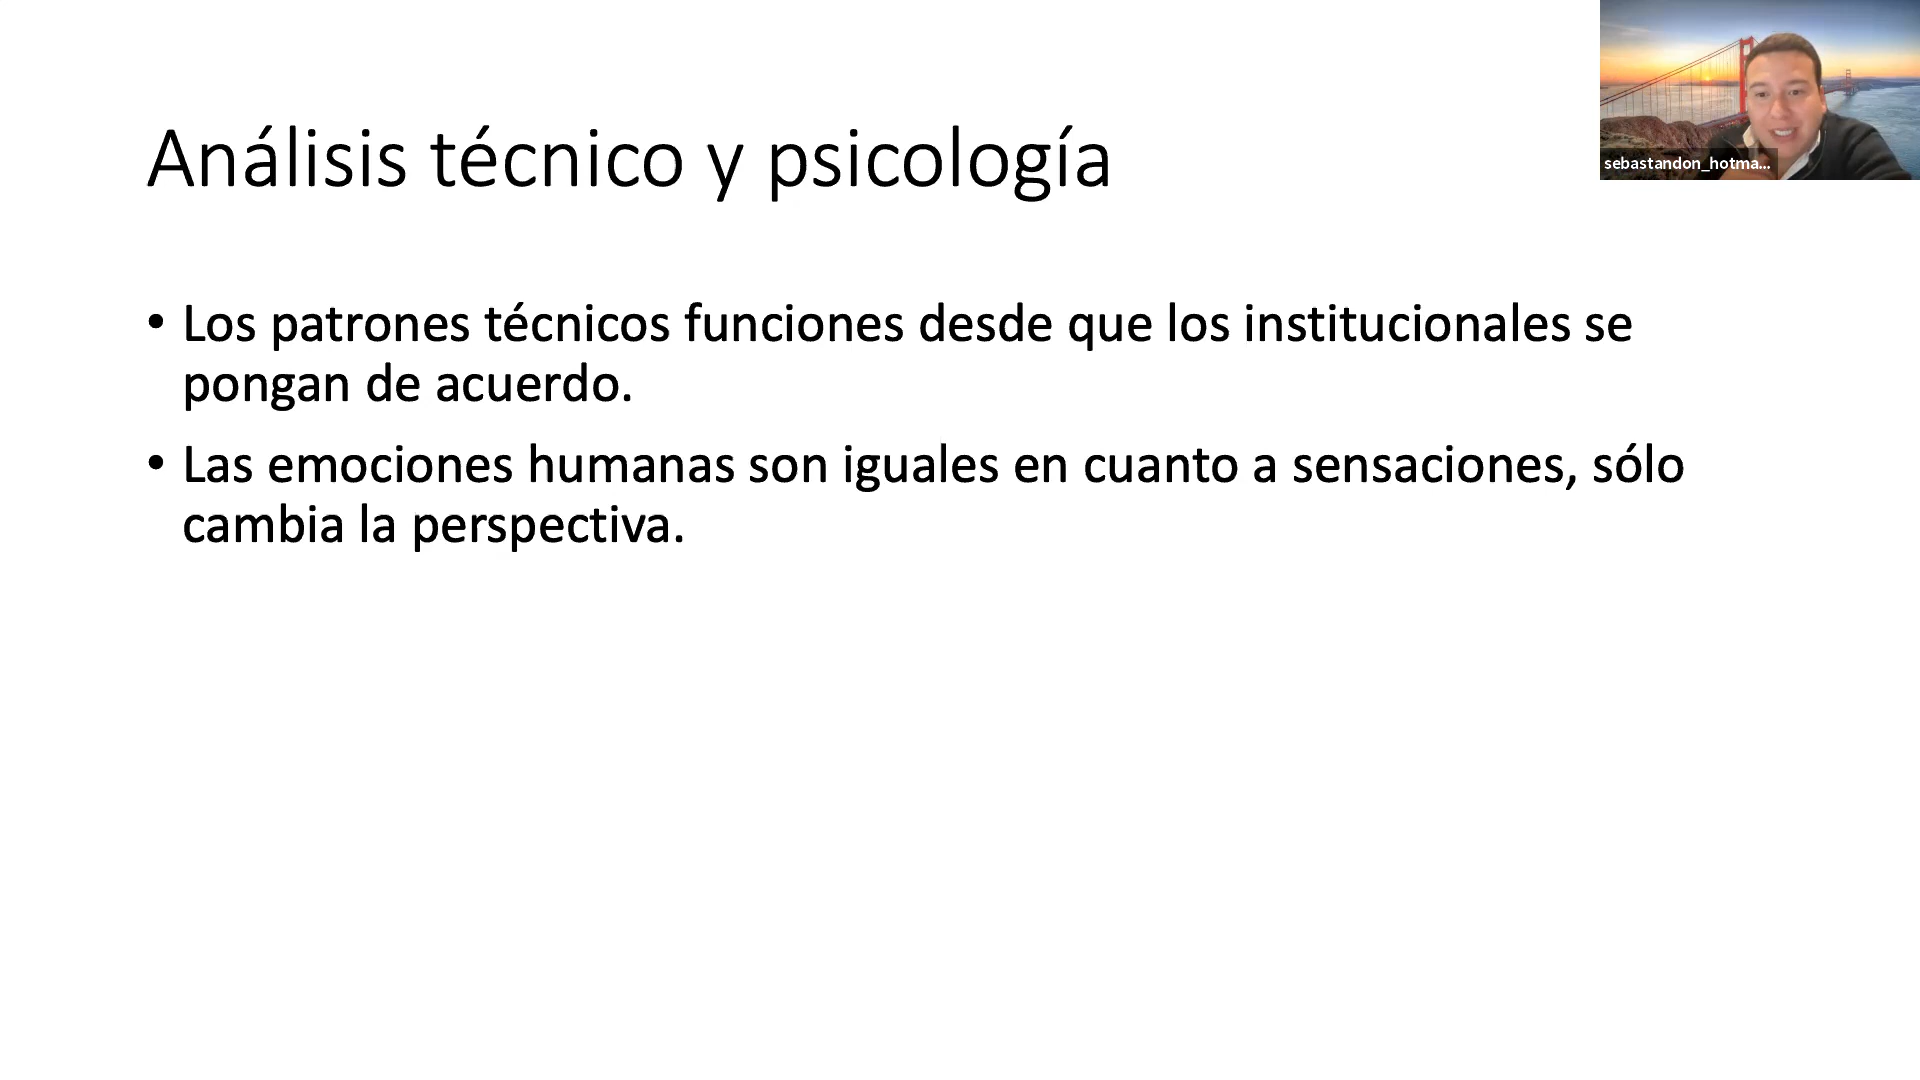 Análisis técnico y psicología
sebastandon_hotma...
• Los patrones técnicos funciones desde que los institucionales se
pongan de acuerdo.
• Las emociones humanas son iguales en cuanto a sensaciones, sólo
cambia la perspectiva.